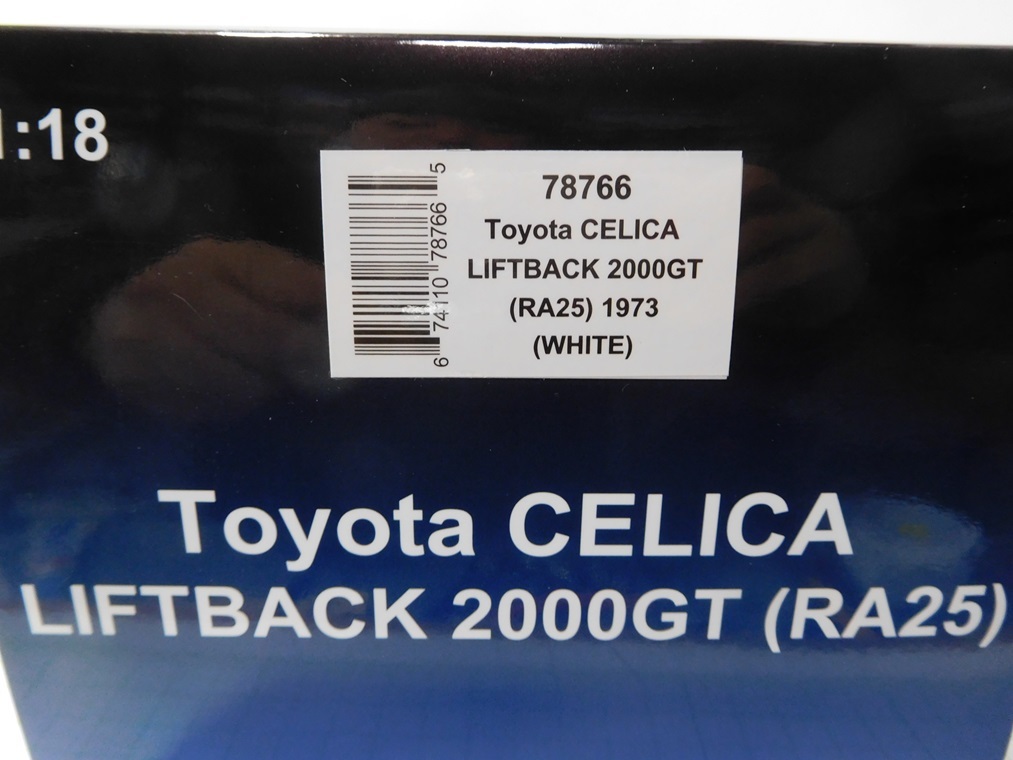 1:18
78766
Toyota CELICA
LIFTBACK 2000GT
(RA25) 1973
(WHITE)
6 74110 78766 5
Toyota CELICA
LIFTBACK 2000GT (RA25)